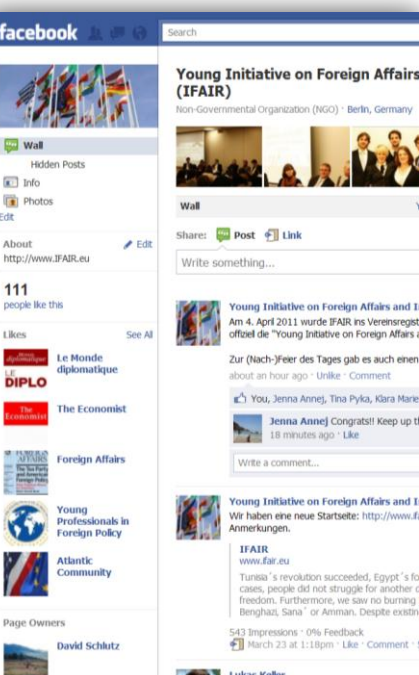 facebook
Search
Young Initiative on Foreign Affairs
(IFAIR)
Non-Governmental Organization (NGO) · Berlin, Germany
Wall
Hidden Posts
Info
Photos
Edit
About
Edit
http://www.IFAIR.eu
111
people like this
Likes
See All
Le Monde
diplomatique
LE
DIPLO
The
Economist
The Economist
Foreign Affairs
Young
Professionals in
Foreign Policy
Atlantic
Community
Page Owners
David Schlutz
Wall
Share: Post Link
Write something...
Young Initiative on Foreign Affairs and I
Am 4. April 2011 wurde IFAIR ins Vereinsregist
offiziell die "Young Initiative on Foreign Affairs a
Zur (Nach-)Feier des Tages gab es auch einen
about an hour ago · Unlike · Comment
You, Jenna Annej, Tina Pyka, Klara Marie
Jenna Annej Congrats!! Keep up th
18 minutes ago · Like
Write a comment...
Young Initiative on Foreign Affairs and I
Wir haben eine neue Startseite: http://www.ifa
Anmerkungen.
IFAIR
www.ifair.eu
Tunisia´s revolution succeeded, Egypt´s fo
cases, people did not struggle for another d
freedom. Furthermore, we saw no burning
Benghazi, Sana´ or Amman. Despite existin
543 Impressions · 0% Feedback
March 23 at 1:18pm · Like · Comment · S
Lukas Keller